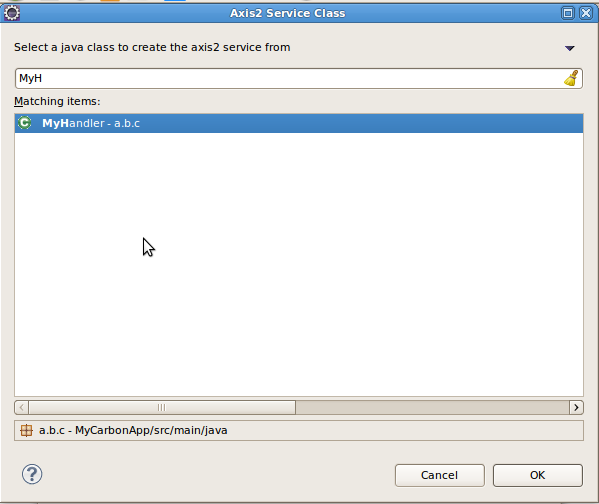 Axis2 Service Class
Select a java class to create the axis2 service from
MyH
Matching items:
MyHandler - a.b.c
a.b.c - MyCarbonApp/src/main/java
Cancel
OK